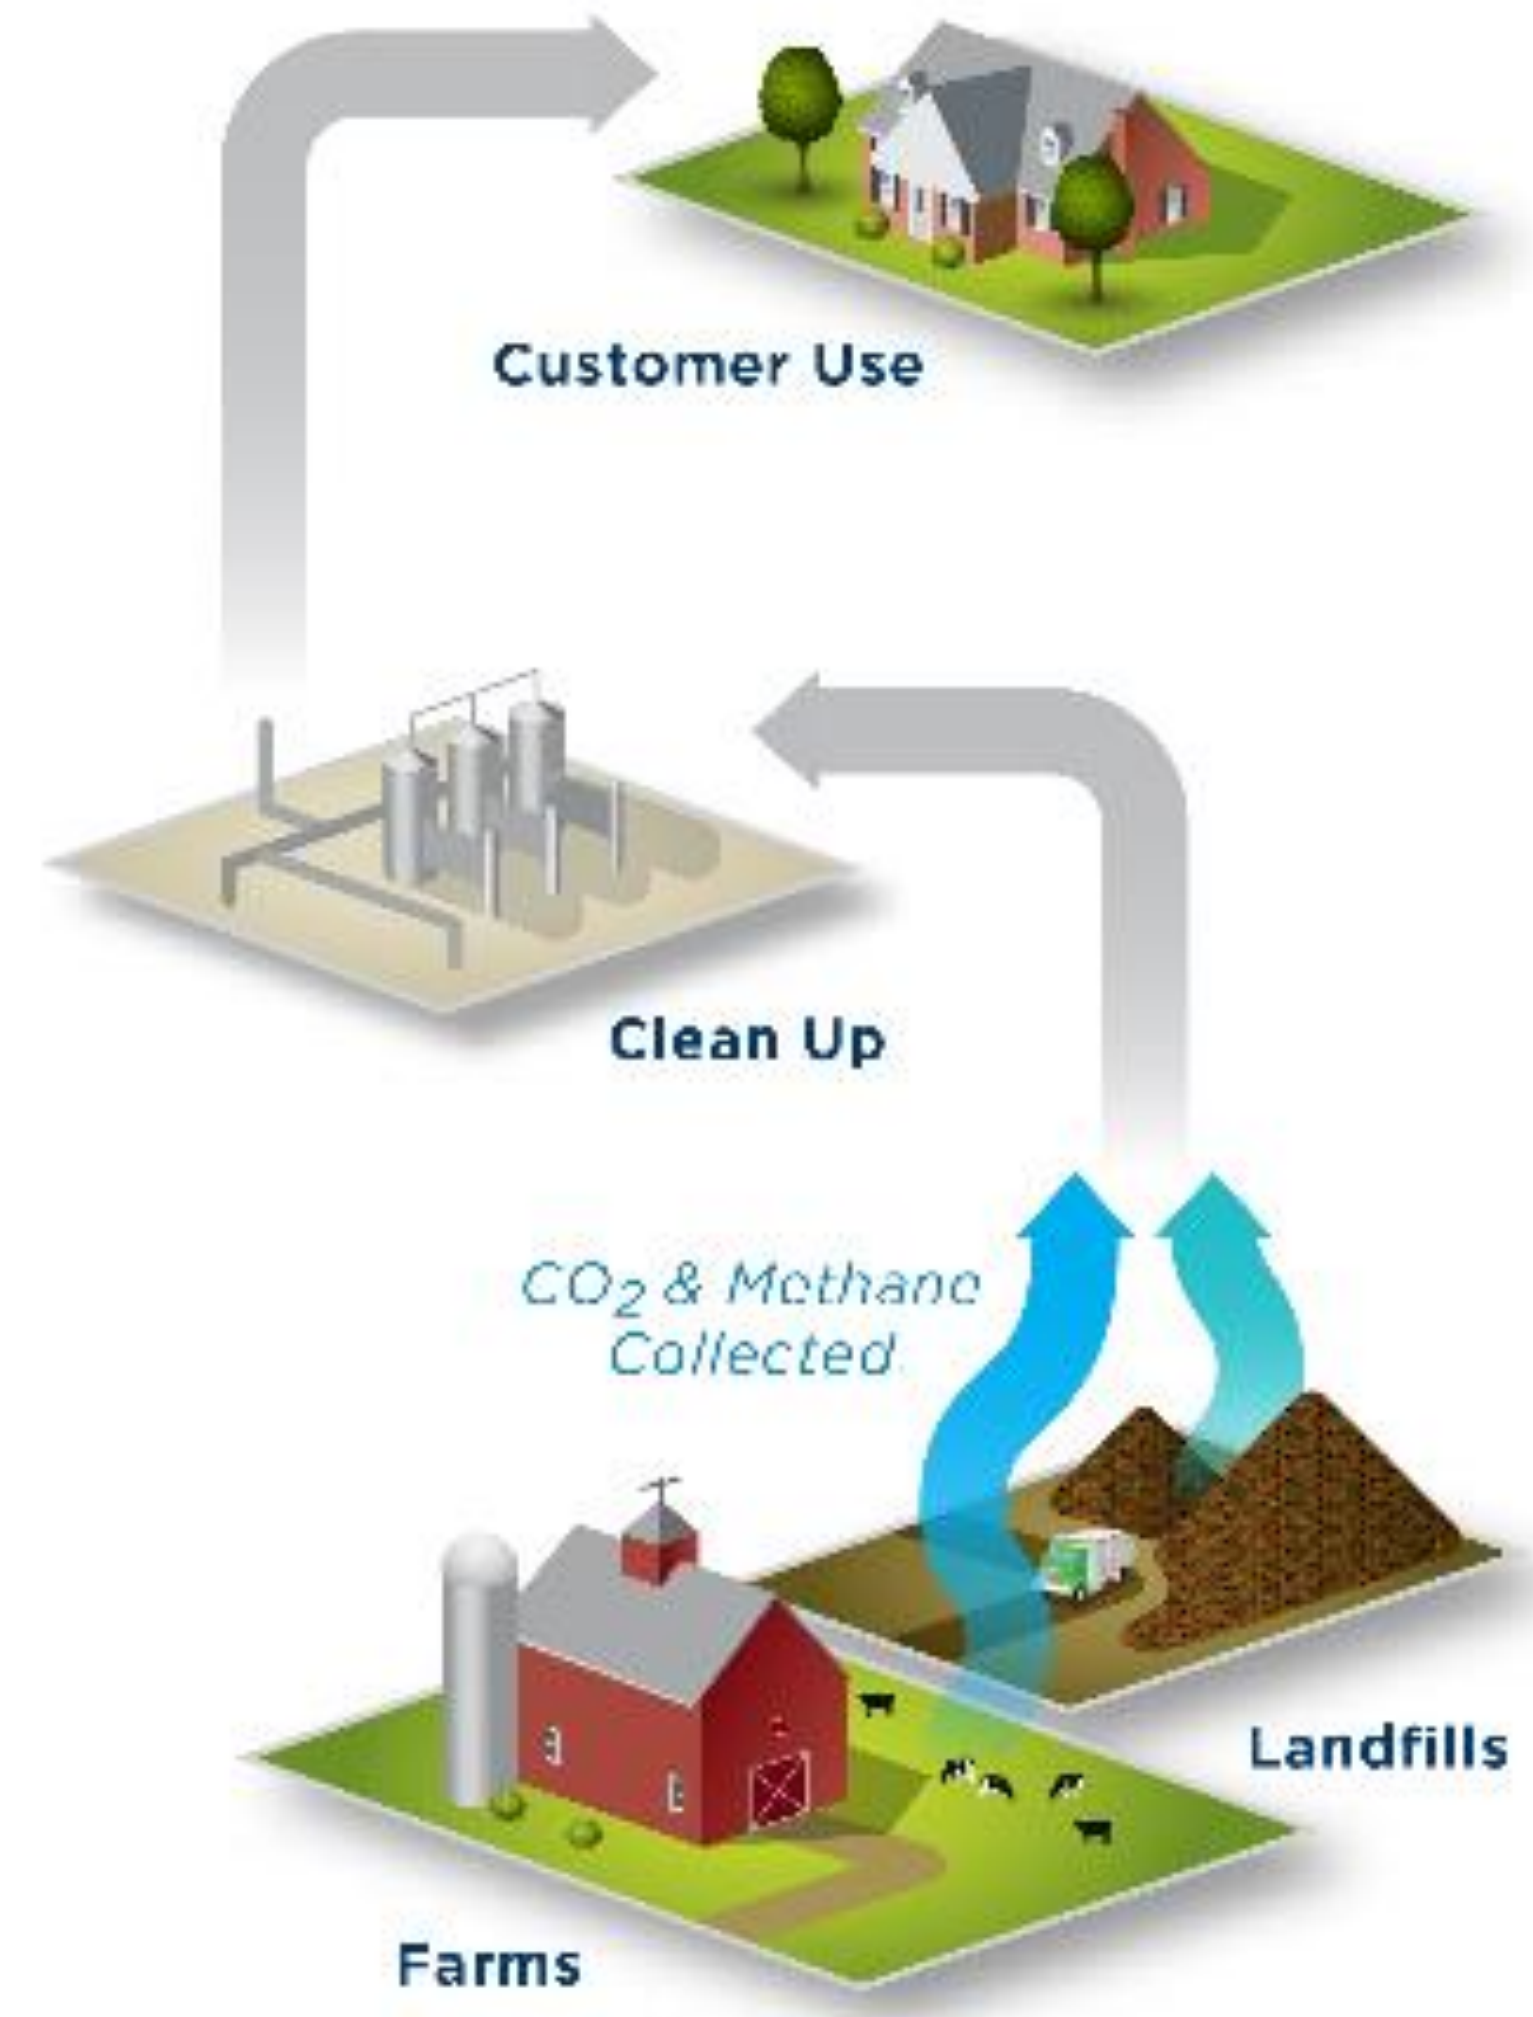 Customer Use
Clean Up
CO₂ & Methane
Collected
Landfills
Farms